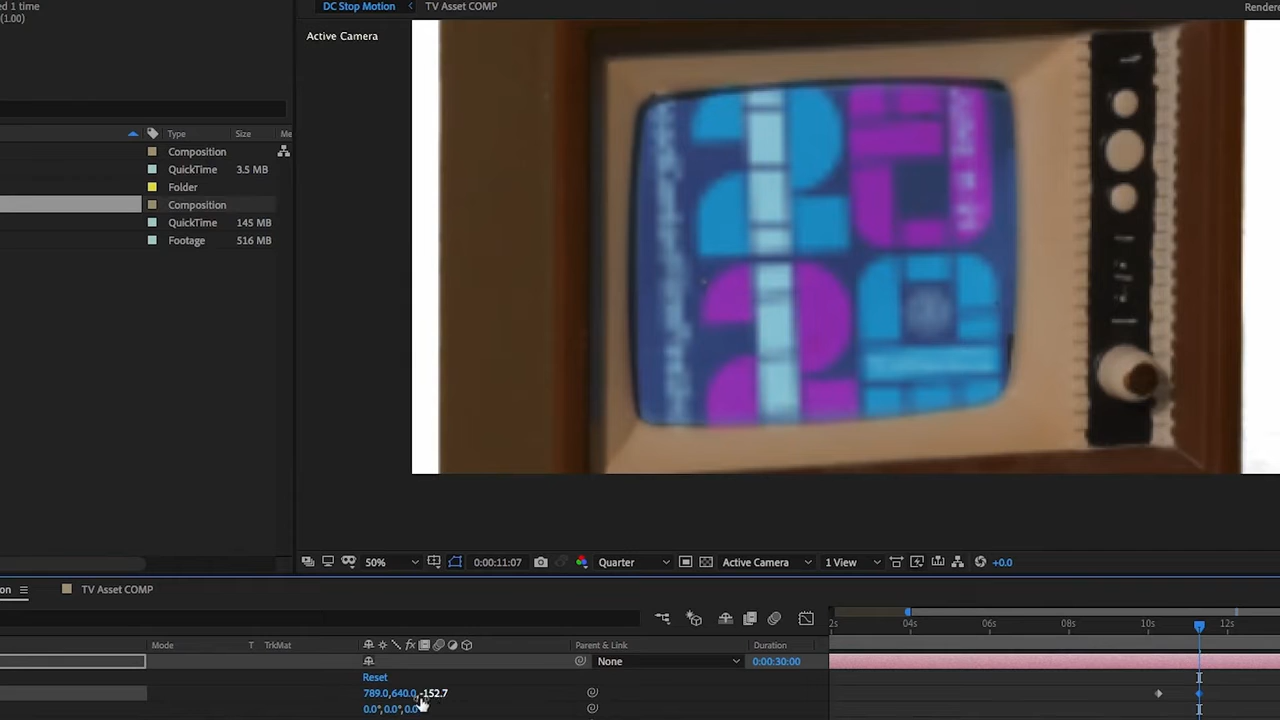 ed 1 time
(1.00)
DC Stop Motion
TV Asset COMP
Rendere
Active Camera
Type
Size
Me
Composition
QuickTime
3.5 MB
Folder
Composition
QuickTime
145 MB
Footage
516 MB
50%
0:00:11:07
Quarter
Active Camera
1 View
+0.0
on
TV Asset COMP
2s
04s
06s
08s
10s
12s
Mode
T
TrkMat
Parent & Link
Duration
None
0:00:30:00
Reset
789.0,640.0,-152.7
0.0°,0.0°,0.0°